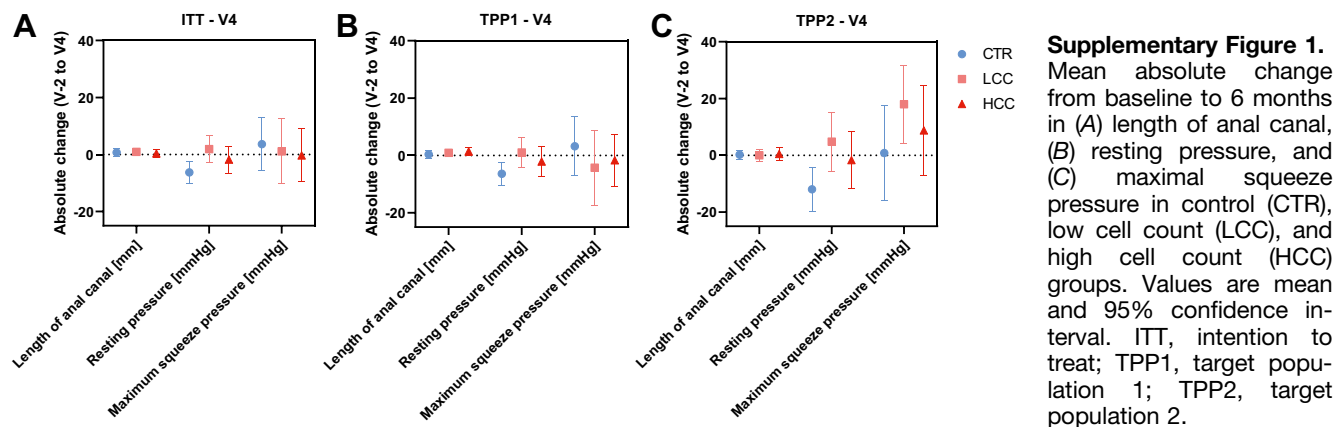 A
ITT - V4
Absolute change (V-2 to V4)
40
20
0
-20
Length of anal canal [mm]
Resting pressure [mmHg]
Maximum squeeze pressure [mmHg]
B
TPP1 - V4
Absolute change (V-2 to V4)
40
20
0
-20
Length of anal canal [mm]
Resting pressure [mmHg]
Maximum squeeze pressure [mmHg]
C
TPP2 - V4
Absolute change (V-2 to V4)
40
20
0
-20
Length of anal canal [mm]
Resting pressure [mmHg]
Maximum squeeze pressure [mmHg]
CTR
LCC
HCC
Supplementary Figure 1.
Mean absolute change
from baseline to 6 months
in (A) length of anal canal,
(B) resting pressure, and
(C) maximal squeeze
pressure in control (CTR),
low cell count (LCC), and
high cell count (HCC)
groups. Values are mean
and 95% confidence in-
terval. ITT, intention to
treat; TPP1, target popu-
lation 1; TPP2, target
population 2.